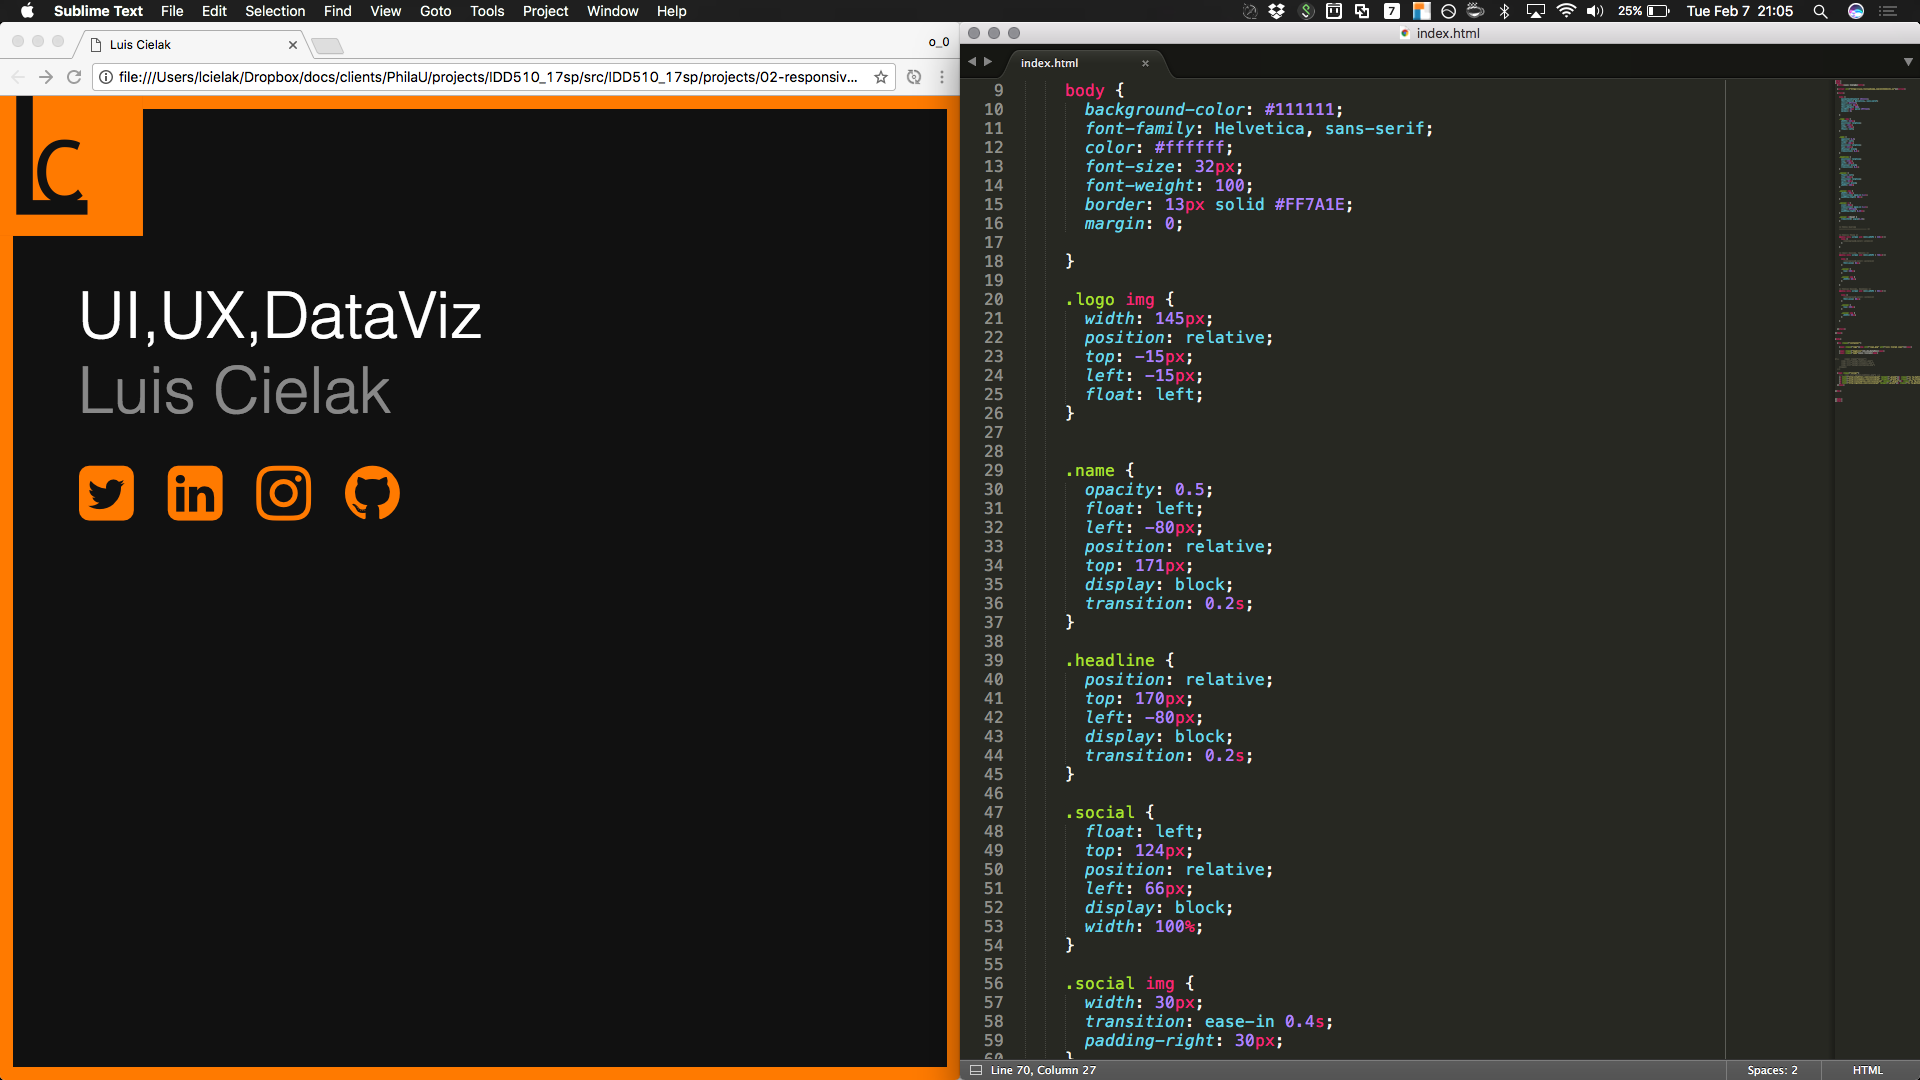 Sublime Text File Edit Selection Find View Goto Tools Project Window Help 7 25% Tue Feb 7 21:05
Luis Cielak
o_0
file:///Users/lcielak/Dropbox/docs/clients/PhilaU/projects/IDD510_17sp/src/IDD510_17sp/projects/02-responsiv...
LC
UI,UX,DataViz
Luis Cielak
in
index.html
index.html
9 body {
10 background-color: #111111;
11 font-family: Helvetica, sans-serif;
12 color: #ffffff;
13 font-size: 32px;
14 font-weight: 100;
15 border: 13px solid #FF7A1E;
16 margin: 0;
17
18 }
19
20 .logo img {
21 width: 145px;
22 position: relative;
23 top: -15px;
24 left: -15px;
25 float: left;
26 }
27
28
29 .name {
30 opacity: 0.5;
31 float: left;
32 left: -80px;
33 position: relative;
34 top: 171px;
35 display: block;
36 transition: 0.2s;
37 }
38
39 .headline {
40 position: relative;
41 top: 170px;
42 left: -80px;
43 display: block;
44 transition: 0.2s;
45 }
46
47 .social {
48 float: left;
49 top: 124px;
50 position: relative;
51 left: 66px;
52 display: block;
53 width: 100%;
54 }
55
56 .social img {
57 width: 30px;
58 transition: ease-in 0.4s;
59 padding-right: 30px;
60 }
Line 70, Column 27
Spaces: 2
HTML